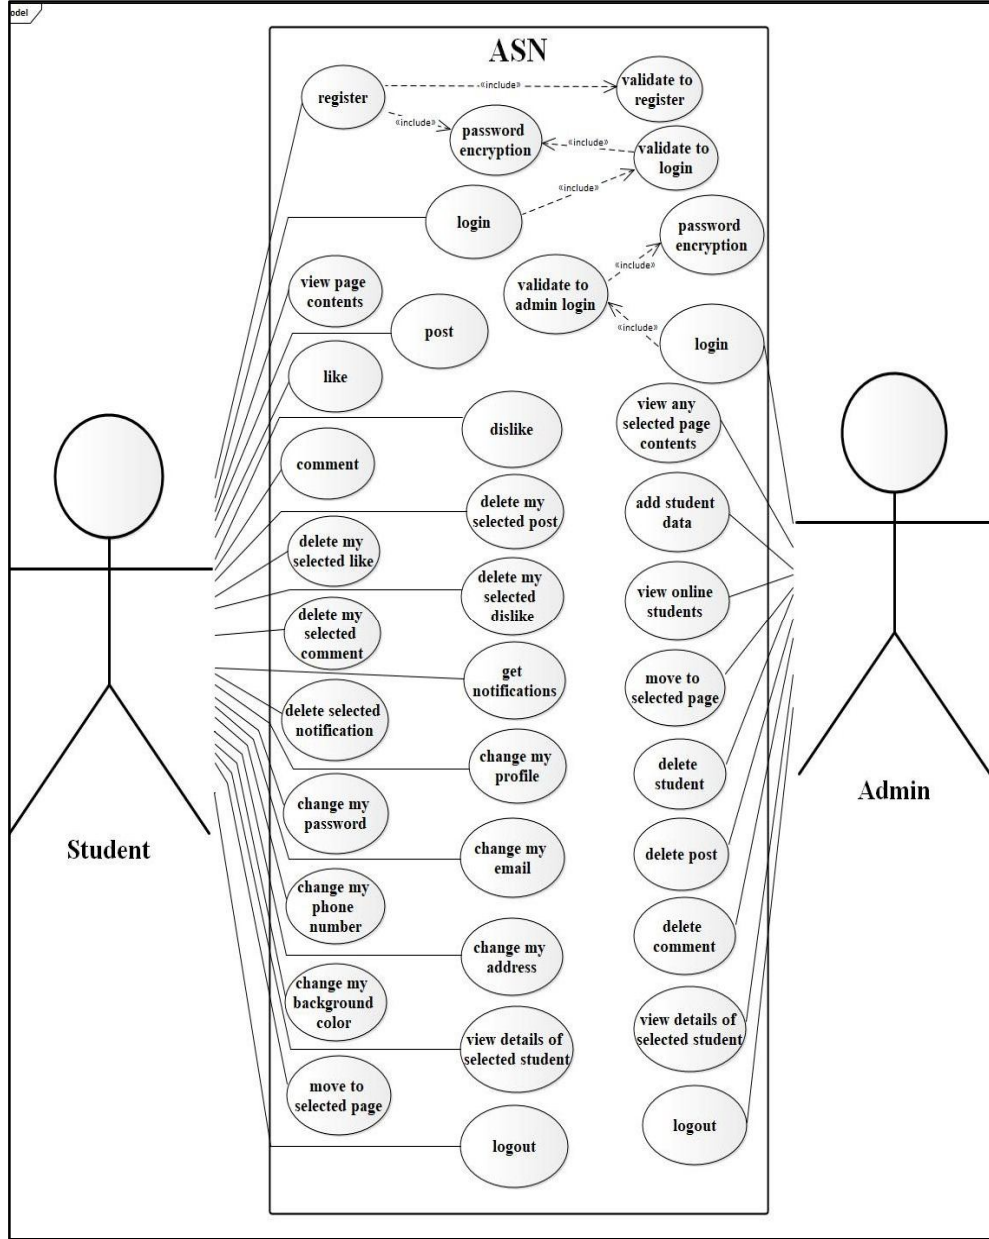 odel
ASN
register
«include»
validate to
register
«include»
password
encryption
«include»
validate to
login
«include»
login
password
encryption
«include»
validate to
admin login
«include»
login
view page
contents
post
like
dislike
view any
selected page
contents
comment
delete my
selected post
add student
data
delete my
selected like
delete my
selected
dislike
view online
students
delete my
selected
comment
get
notifications
move to
selected page
delete selected
notification
change my
profile
delete
student
Admin
change my
password
Student
change my
email
delete post
change my
phone
number
delete
comment
change my
address
change my
background
color
view details of
selected student
view details of
selected student
move to
selected page
logout
logout